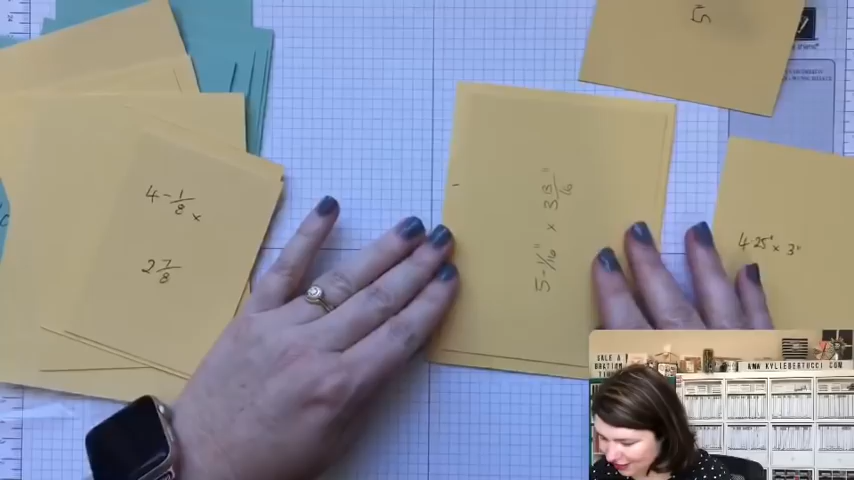 5
4-1/8 x
2 7/8
5-1/16" x 3 13/16"
4.25" x 3"
ANNA WWW.KYLIEBERTUCCI.COM